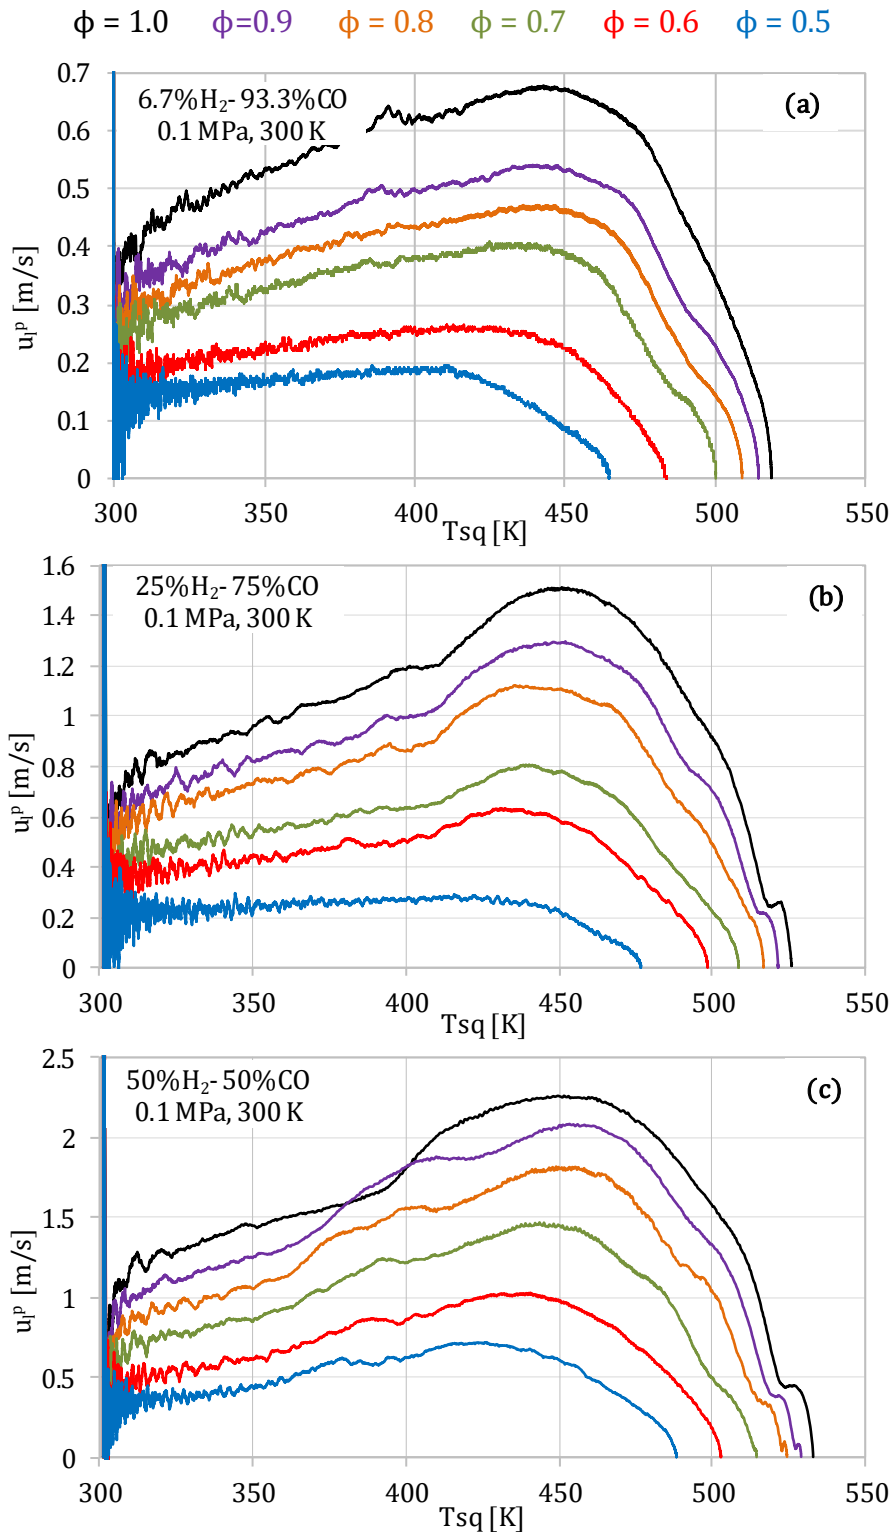 ϕ = 1.0 ϕ=0.9 ϕ = 0.8 ϕ = 0.7 ϕ = 0.6 ϕ = 0.5
0.7
6.7%H₂-93.3%CO
0.1 MPa, 300 K
(a)
0.6
0.5
0.4
0.3
0.2
0.1
0
uₗᵖ [m/s]
300 350 400 450 500 550
Tsq [K]
1.6
25%H₂-75%CO
0.1 MPa, 300 K
(b)
1.4
1.2
1
0.8
0.6
0.4
0.2
0
uₗᵖ [m/s]
300 350 400 450 500 550
Tsq [K]
2.5
50%H₂-50%CO
0.1 MPa, 300 K
(c)
2
1.5
1
0.5
0
uₗᵖ [m/s]
300 350 400 450 500 550
Tsq [K]